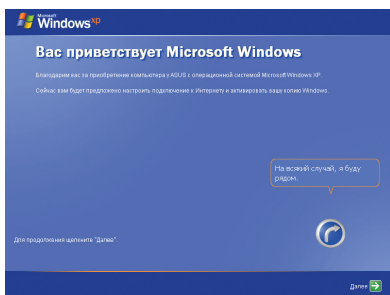 Microsoft
Windows xp
Вас приветствует Microsoft Windows
Благодарим вас за приобретение компьютера у ASUS с операционной системой Microsoft Windows XP.
Сейчас вам будет предложено настроить подключение к Интернету и активировать вашу копию Windows.
На всякий случай, я буду
рядом.
Для продолжения щелкните "Далее".
Далее